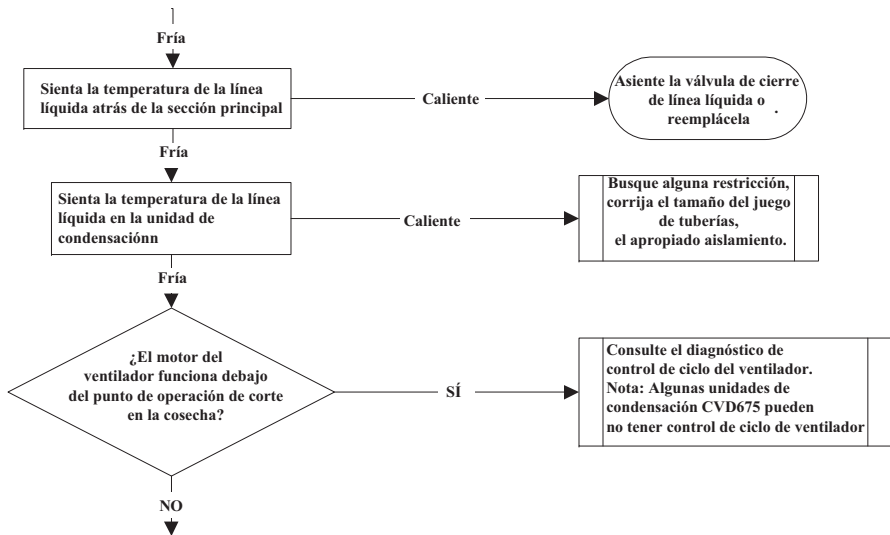 Fría
Sienta la temperatura de la línea
líquida atrás de la sección principal
Caliente
Asiente la válvula de cierre
de línea líquida o
reemplácela .
Fría
Sienta la temperatura de la línea
líquida en la unidad de
condensaciónn
Caliente
Busque alguna restricción,
corrija el tamaño del juego
de tuberías,
el apropiado aislamiento.
Fría
¿El motor del
ventilador funciona debajo
del punto de operación de corte
en la cosecha?
SÍ
Consulte el diagnóstico de
control de ciclo del ventilador.
Nota: Algunas unidades de
condensación CVD675 pueden
no tener control de ciclo de ventilador
NO